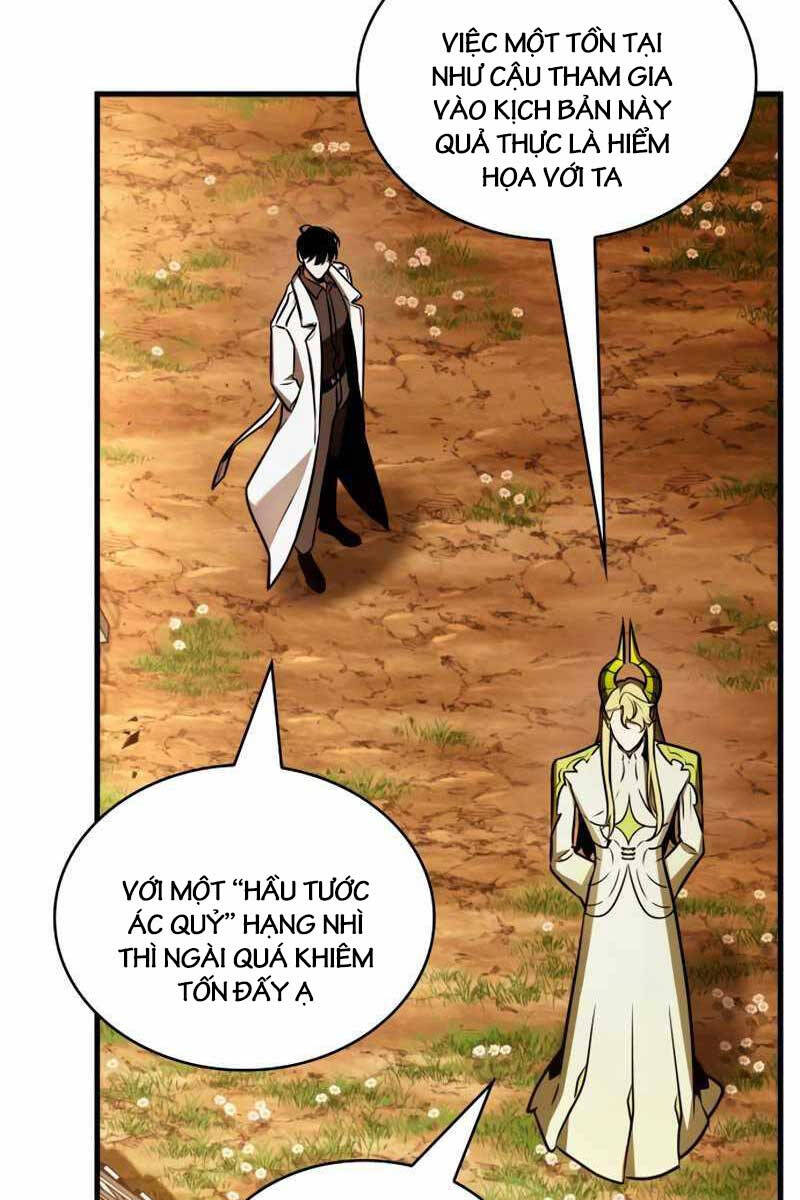 VIỆC MỘT TỒN TẠI
NHƯ CẬU THAM GIA
VÀO KỊCH BẢN NÀY
QUẢ THỰC LÀ HIỂM
HỌA VỚI TA
VỚI MỘT “HẦU TƯỚC
ÁC QUỶ” HẠNG NHÌ
THÌ NGÀI QUÁ KHIÊM
TỐN ĐẤY Ạ